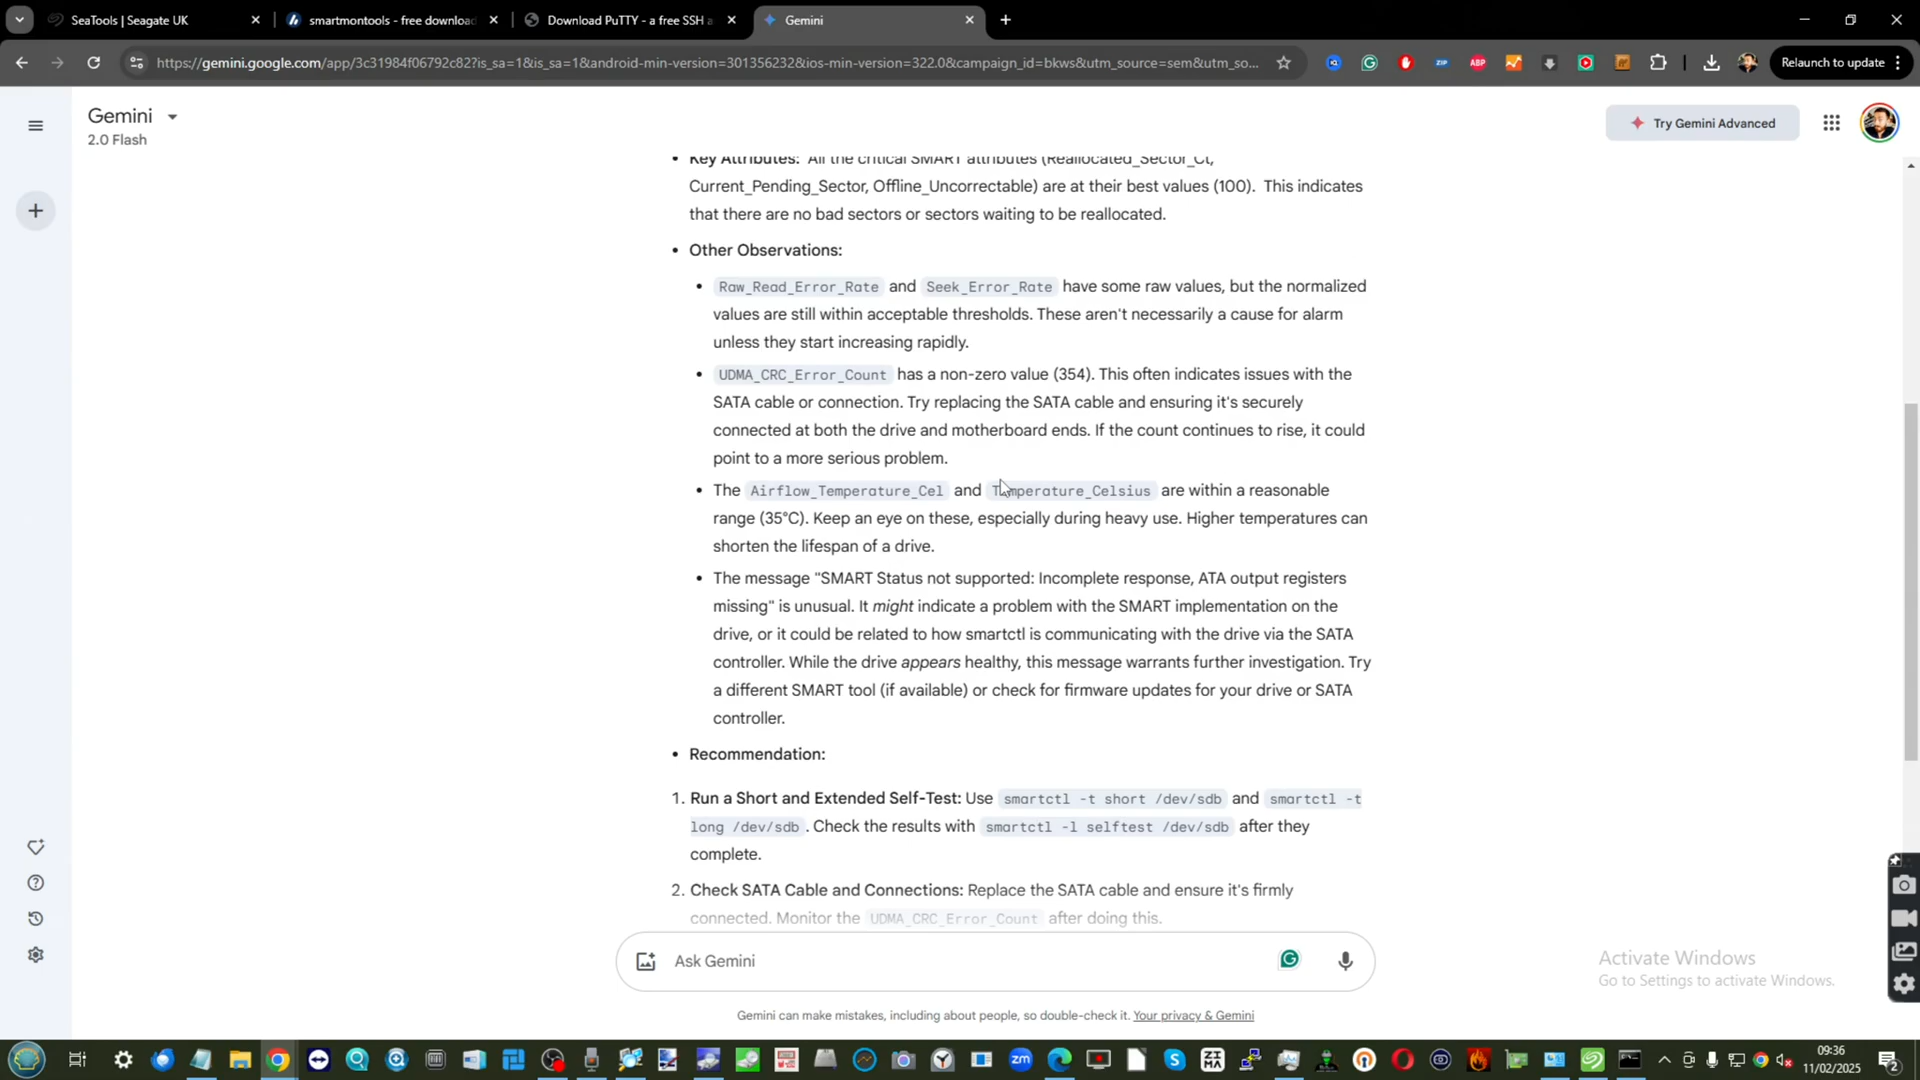 SeaTools | Seagate UK
smartmontools - free download
Download PuTTY - a free SSH a
Gemini
https://gemini.google.com/app/3c31984f06792c82?is_sa=1&is_sa=1&android-min-version=301356232&ios-min-version=322.0&campaign_id=bkws&utm_source=sem&utm_so...
ZIP
ABP
Relaunch to update
Gemini
2.0 Flash
Try Gemini Advanced
Key Attributes: All the critical SMART attributes (Reallocated_Sector_Ct,
Current_Pending_Sector, Offline_Uncorrectable) are at their best values (100). This indicates
that there are no bad sectors or sectors waiting to be reallocated.
Other Observations:
Raw_Read_Error_Rate and Seek_Error_Rate have some raw values, but the normalized
values are still within acceptable thresholds. These aren't necessarily a cause for alarm
unless they start increasing rapidly.
UDMA_CRC_Error_Count has a non-zero value (354). This often indicates issues with the
SATA cable or connection. Try replacing the SATA cable and ensuring it's securely
connected at both the drive and motherboard ends. If the count continues to rise, it could
point to a more serious problem.
The Airflow_Temperature_Cel and Temperature_Celsius are within a reasonable
range (35°C). Keep an eye on these, especially during heavy use. Higher temperatures can
shorten the lifespan of a drive.
The message "SMART Status not supported: Incomplete response, ATA output registers
missing" is unusual. It might indicate a problem with the SMART implementation on the
drive, or it could be related to how smartctl is communicating with the drive via the SATA
controller. While the drive appears healthy, this message warrants further investigation. Try
a different SMART tool (if available) or check for firmware updates for your drive or SATA
controller.
Recommendation:
1. Run a Short and Extended Self-Test: Use smartctl -t short /dev/sdb and smartctl -t
long /dev/sdb . Check the results with smartctl -l selftest /dev/sdb after they
complete.
2. Check SATA Cable and Connections: Replace the SATA cable and ensure it's firmly
connected. Monitor the UDMA_CRC_Error_Count after doing this.
Ask Gemini
Gemini can make mistakes, including about people, so double-check it. Your privacy & Gemini
Activate Windows
Go to Settings to activate Windows.
zm
09:36
11/02/2025
2